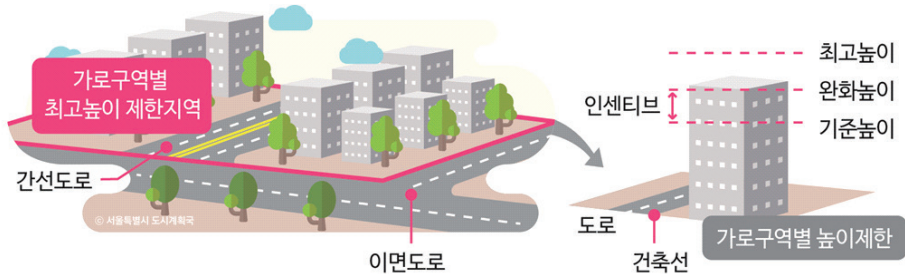 가로구역별
최고높이 제한지역
간선도로
© 서울특별시 도시계획국
이면도로
최고높이
완화높이
인센티브
기준높이
도로
건축선
가로구역별 높이제한